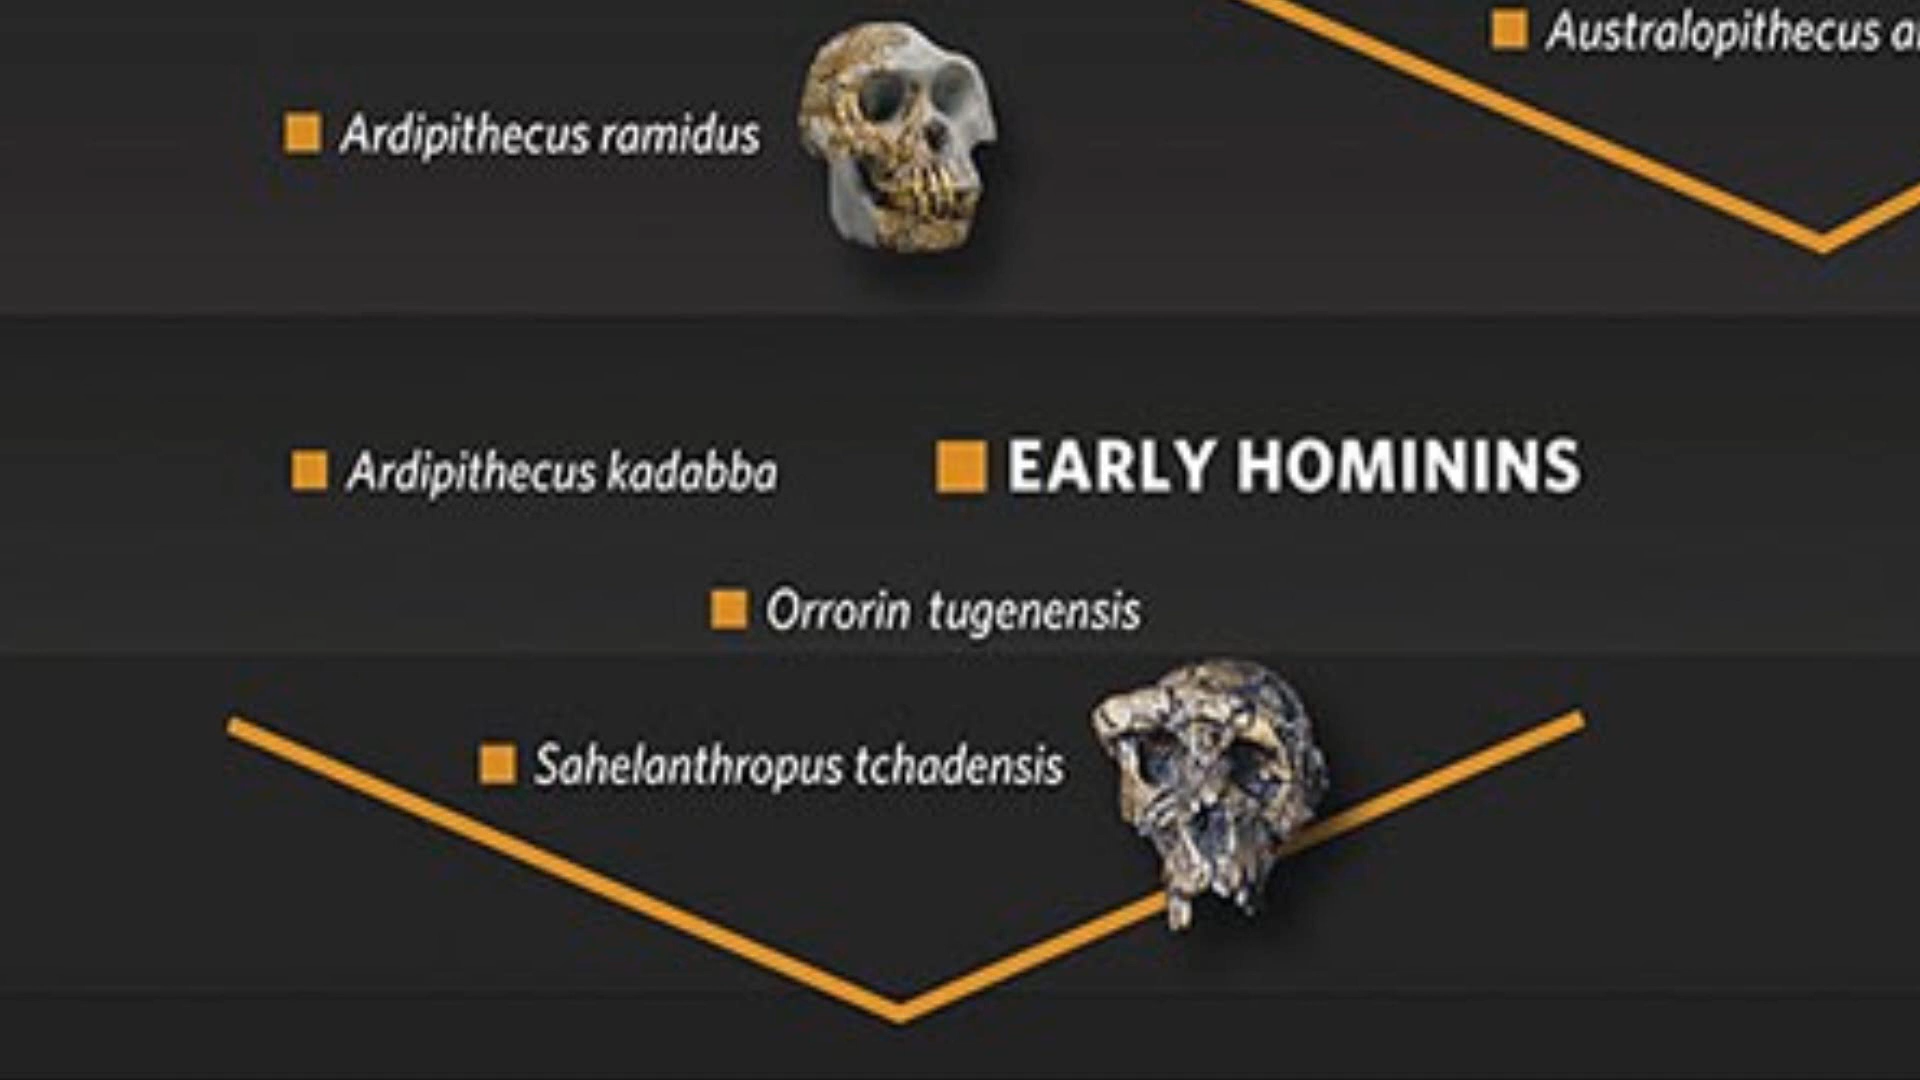 Australopithecus
Ardipithecus ramidus
Ardipithecus kadabba
EARLY HOMININS
Orrorin tugenensis
Sahelanthropus tchadensis